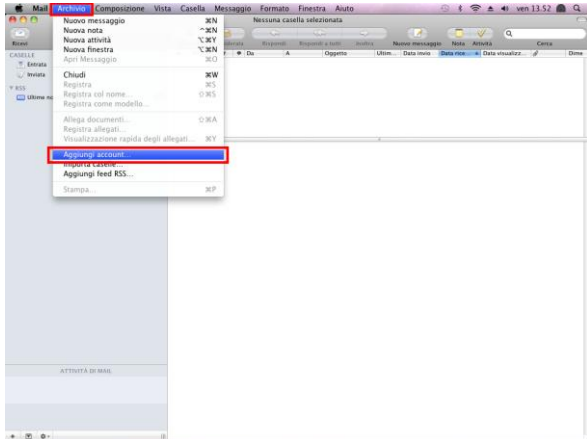 Mail Archivio Composizione Vista Casella Messaggio Formato Finestra Aiuto ven 13.52
Nessuna casella selezionata
Ricevi Rispondi Rispondi a tutti Inoltra Nuovo messaggio Nota Attività Cerca
Da A Oggetto Ultim... Data invio Data rice... Data visualizz... Dime
CASELLE
Entrata
Inviata
RSS
Nuovo messaggio ⌘N
Nuova nota ⌃⌘N
Nuova attività ⌥⌘Y
Nuova finestra ⌥⌘N
Apri Messaggio ⌘O
Chiudi ⌘W
Registra ⌘S
Registra col nome... ⇧⌘S
Registra come modello...
Allega documenti... ⇧⌘A
Registra allegati...
Visualizzazione rapida degli allegati... ⌘Y
Aggiungi account...
Importa caselle...
Aggiungi feed RSS...
Stampa... ⌘P
ATTIVITÀ DI MAIL